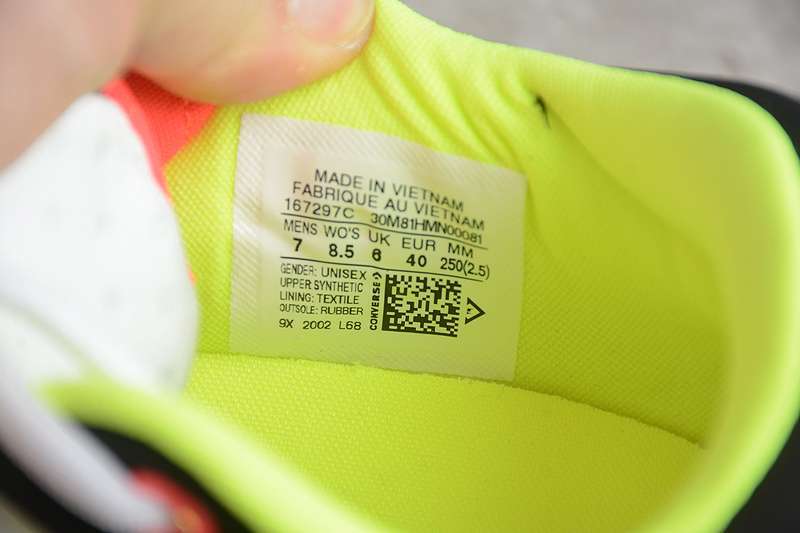 MADE IN VIETNAM
FABRIQUE AU VIETNAM
167297C 30M81HMN00081
MENS WO'S UK EUR MM
7 8.5 6 40 250(2.5)
GENDER: UNISEX
UPPER SYNTHETIC
LINING: TEXTILE
OUTSOLE: RUBBER
9X 2002 L68
CONVERSE